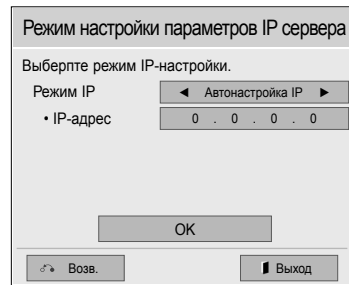 Режим настройки параметров IP сервера
Выберпте режим IP-настройки.
Режим IP ◄ Автонастройка IP ►
• IP-адрес 0 . 0 . 0 . 0
OK
Возв. Выход